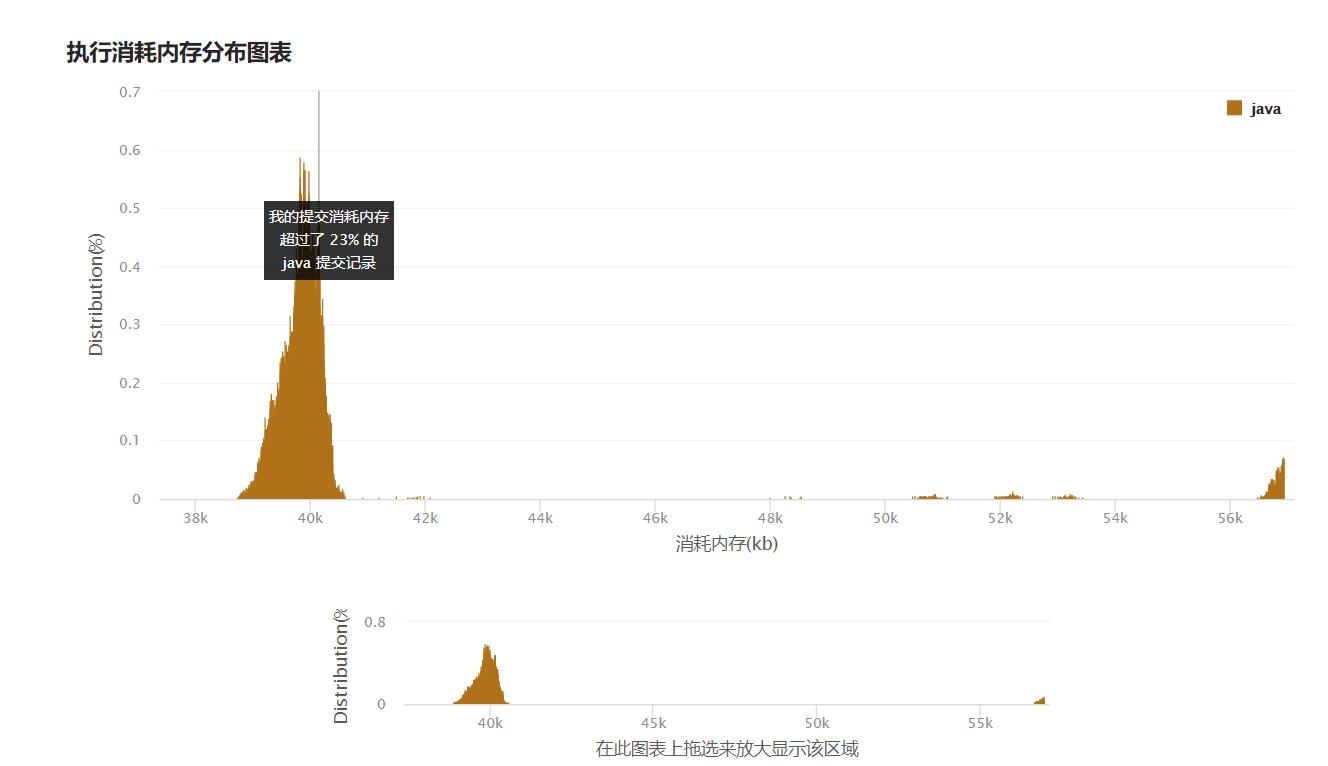 执行消耗内存分布图表
0.7
java
0.6
0.5
我的提交消耗内存
超过了 23% 的
java 提交记录
0.4
0.3
0.2
0.1
0
Distribution(%)
38k 40k 42k 44k 46k 48k 50k 52k 54k 56k
消耗内存(kb)
0.8
0
Distribution(%
40k 45k 50k 55k
在此图表上拖选来放大显示该区域